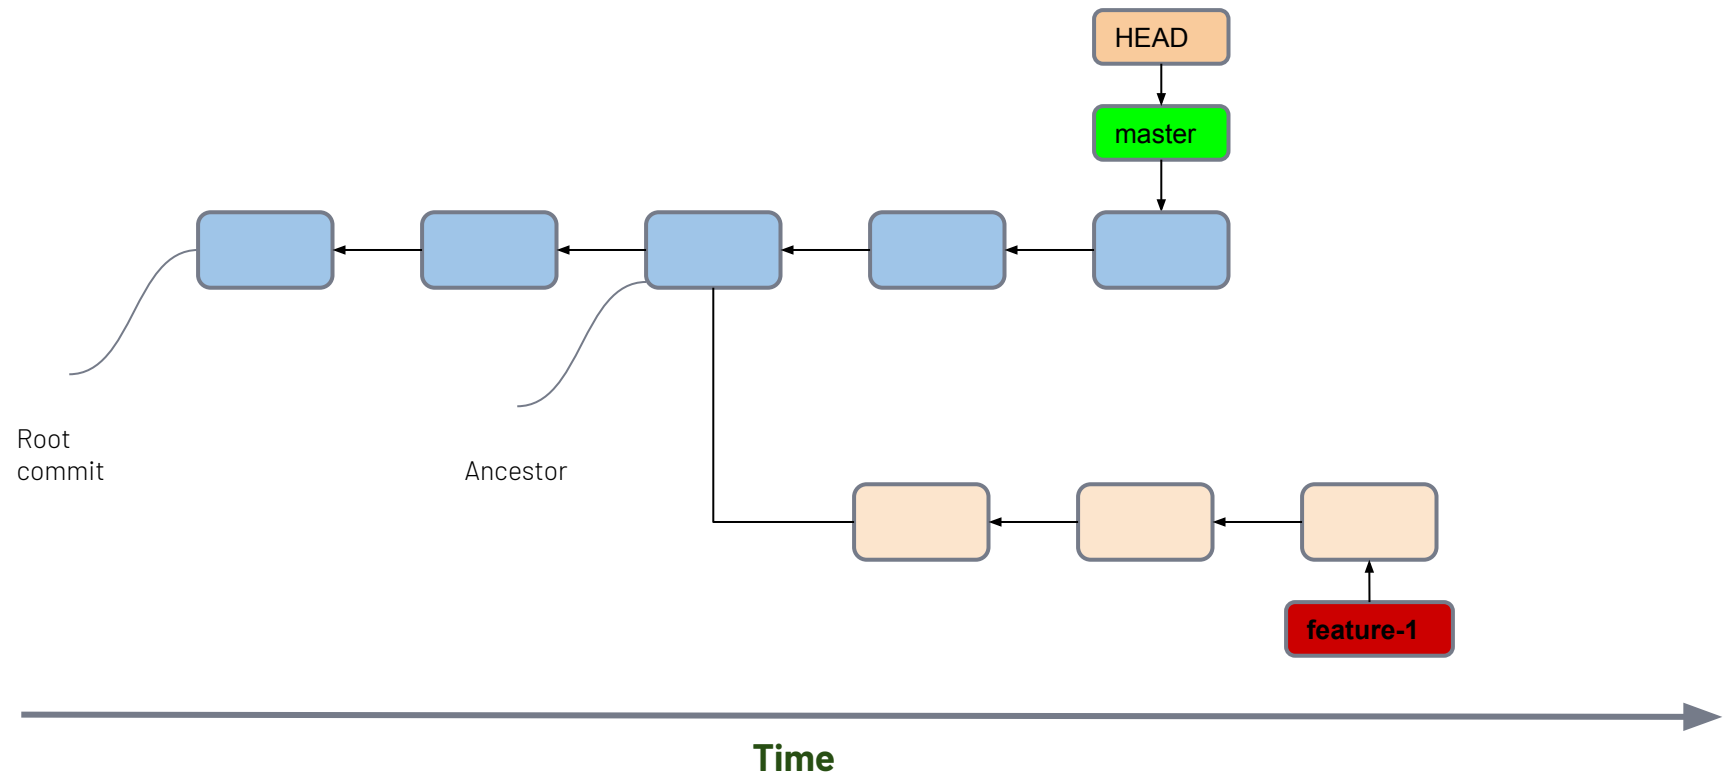 HEAD
master
Root
commit
Ancestor
feature-1
Time